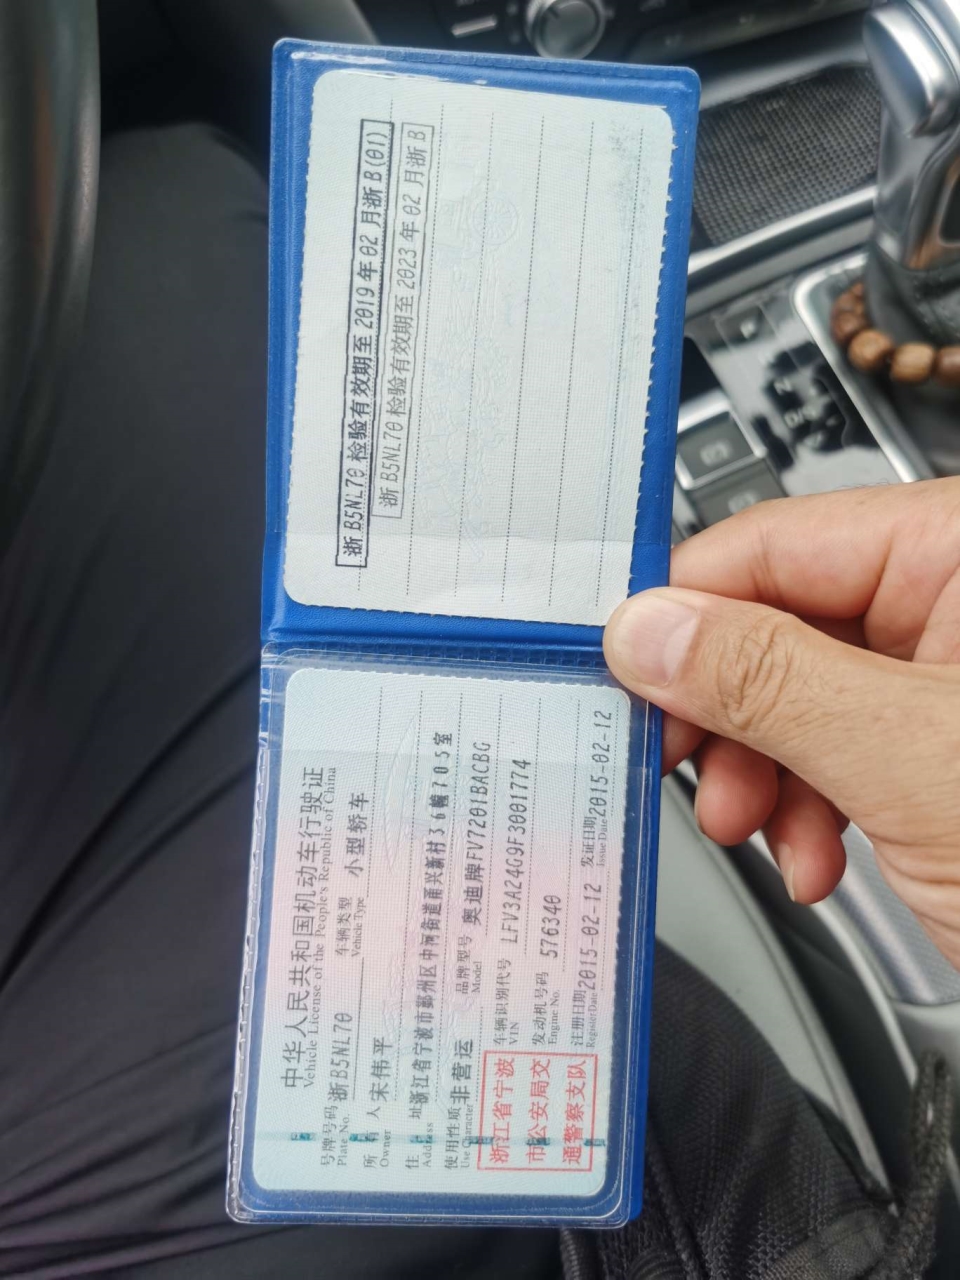 中华人民共和国机动车行驶证
Vehicle License of the People's Republic of China
号牌号码 浙B5NL70 车辆类型 小型轿车
Plate No. Vehicle Type
所有人 宋伟平
Owner
住址 浙江省宁波市鄞州区中河街道甬兴新村36幢705室
Address
使用性质 非营运 品牌型号 奥迪牌FV7201BACBG
Use Character Model
浙江省宁波
市公安局交
通警察支队
车辆识别代号 LFV3A24G9F3001774
VIN
发动机号码 576340
Engine No.
注册日期 2015-02-12 发证日期 2015-02-12
Register Date Issue Date
浙B5NL70 检验有效期至 2019年02月浙B(01)
浙B5NL70 检验有效期至 2023年02月浙B